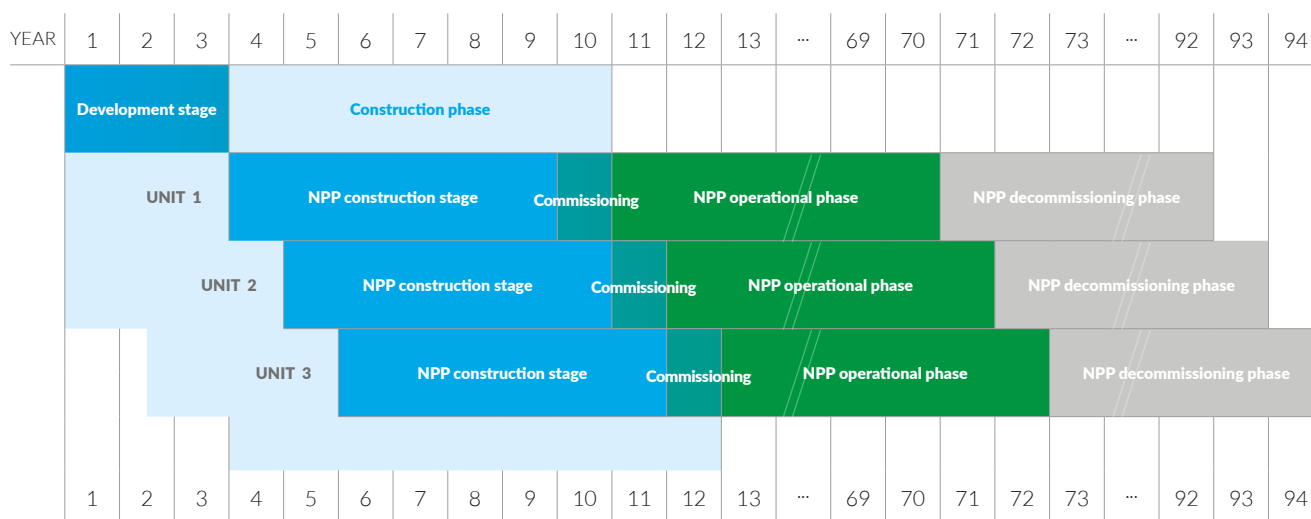 YEAR 1 2 3 4 5 6 7 8 9 10 11 12 13 ... 69 70 71 72 73 ... 92 93 94
Development stage Construction phase
UNIT 1 NPP construction stage Commissioning NPP operational phase NPP decommissioning phase
UNIT 2 NPP construction stage Commissioning NPP operational phase NPP decommissioning phase
UNIT 3 NPP construction stage Commissioning NPP operational phase NPP decommissioning phase
1 2 3 4 5 6 7 8 9 10 11 12 13 ... 69 70 71 72 73 ... 92 93 94